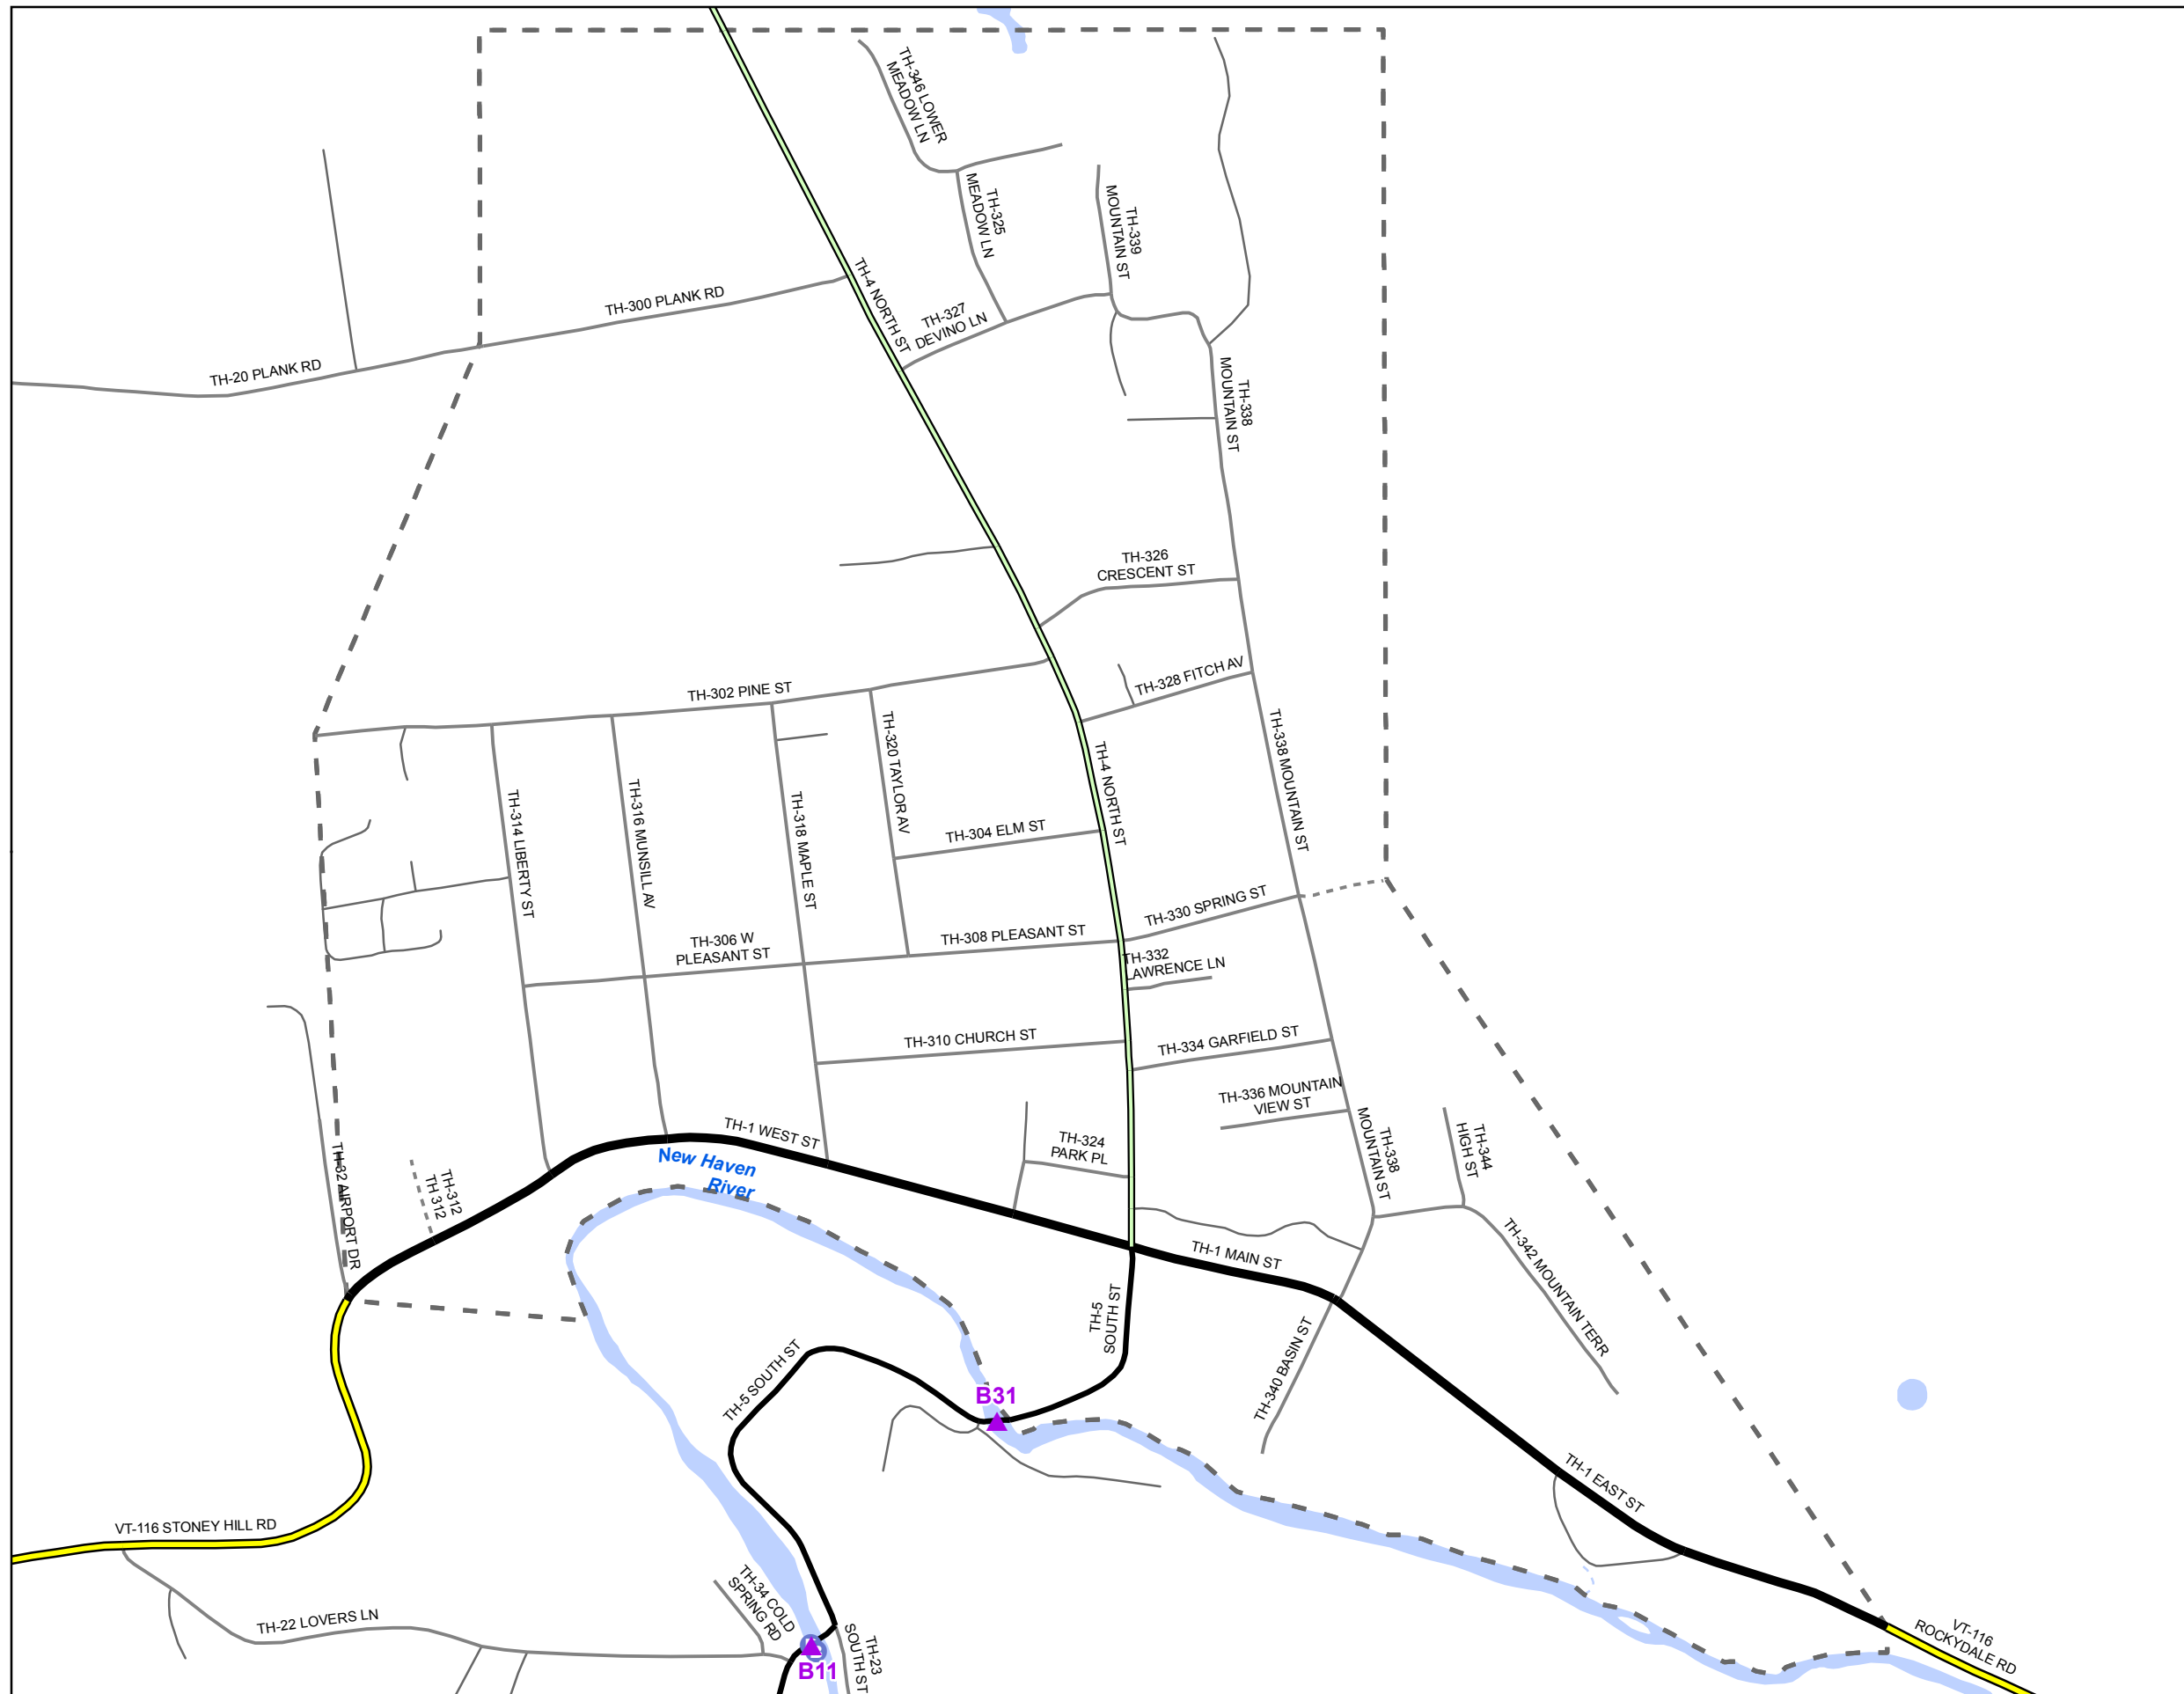 TH-346 LOWER
MEADOW LN
TH-325
MEADOW LN
TH-339
MOUNTAIN ST
TH-4 NORTH ST
TH-300 PLANK RD
TH-327
DEVINO LN
TH-20 PLANK RD
TH-338
MOUNTAIN ST
TH-326
CRESCENT ST
TH-328 FITCH AV
TH-302 PINE ST
TH-320 TAYLOR AV
TH-338 MOUNTAIN ST
TH-4 NORTH ST
TH-314 LIBERTY ST
TH-316 MUNSILL AV
TH-318 MAPLE ST
TH-304 ELM ST
TH-330 SPRING ST
TH-306 W
PLEASANT ST
TH-308 PLEASANT ST
TH-332
LAWRENCE LN
TH-310 CHURCH ST
TH-334 GARFIELD ST
TH-336 MOUNTAIN
VIEW ST
TH-338
MOUNTAIN ST
TH-344
HIGH ST
TH-1 WEST ST
TH-324
PARK PL
New Haven
River
TH-32 AIRPORT DR
TH-312
TH 312
TH-1 MAIN ST
TH-342 MOUNTAIN TERR
TH-5
SOUTH ST
TH-340 BASIN ST
TH-5 SOUTH ST
B31
TH-1 EAST ST
VT-116 STONEY HILL RD
TH-34 COLD
SPRING RD
TH-22 LOVERS LN
TH-23
SOUTH ST
B11
VT-116
ROCKYDALE RD